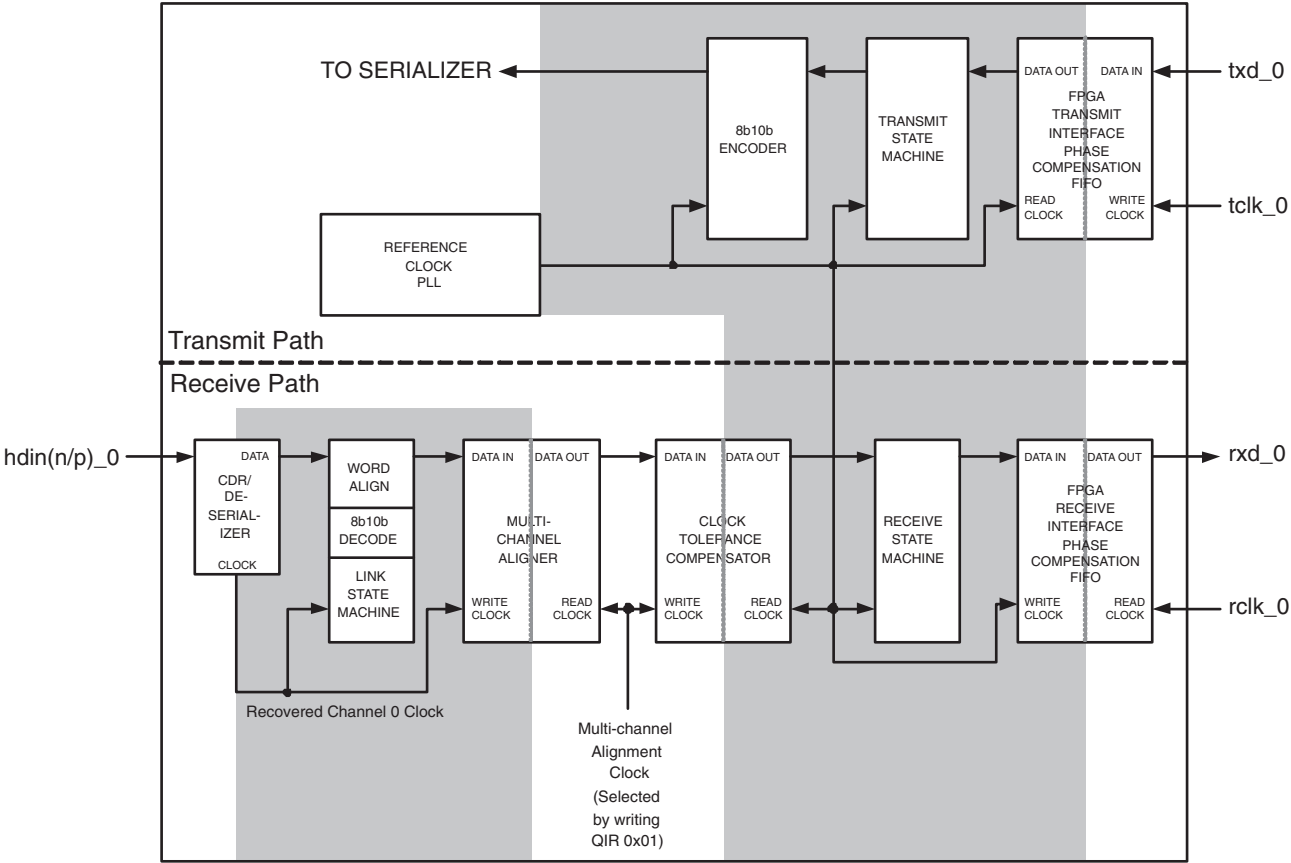 TO SERIALIZER
8b10b
ENCODER
TRANSMIT
STATE
MACHINE
DATA OUT
DATA IN
FPGA
TRANSMIT
INTERFACE
PHASE
COMPENSATION
FIFO
READ
CLOCK
WRITE
CLOCK
txd_0
tclk_0
REFERENCE
CLOCK
PLL
Transmit Path
Receive Path
hdin(n/p)_0
DATA
CDR/
DE-
SERIAL-
IZER
CLOCK
WORD
ALIGN
8b10b
DECODE
LINK
STATE
MACHINE
DATA IN
DATA OUT
MULTI-
CHANNEL
ALIGNER
WRITE
CLOCK
READ
CLOCK
DATA IN
DATA OUT
CLOCK
TOLERANCE
COMPENSATOR
WRITE
CLOCK
READ
CLOCK
RECEIVE
STATE
MACHINE
DATA IN
DATA OUT
FPGA
RECEIVE
INTERFACE
PHASE
COMPENSATION
FIFO
WRITE
CLOCK
READ
CLOCK
rxd_0
rclk_0
Recovered Channel 0 Clock
Multi-channel
Alignment
Clock
(Selected
by writing
QIR 0x01)